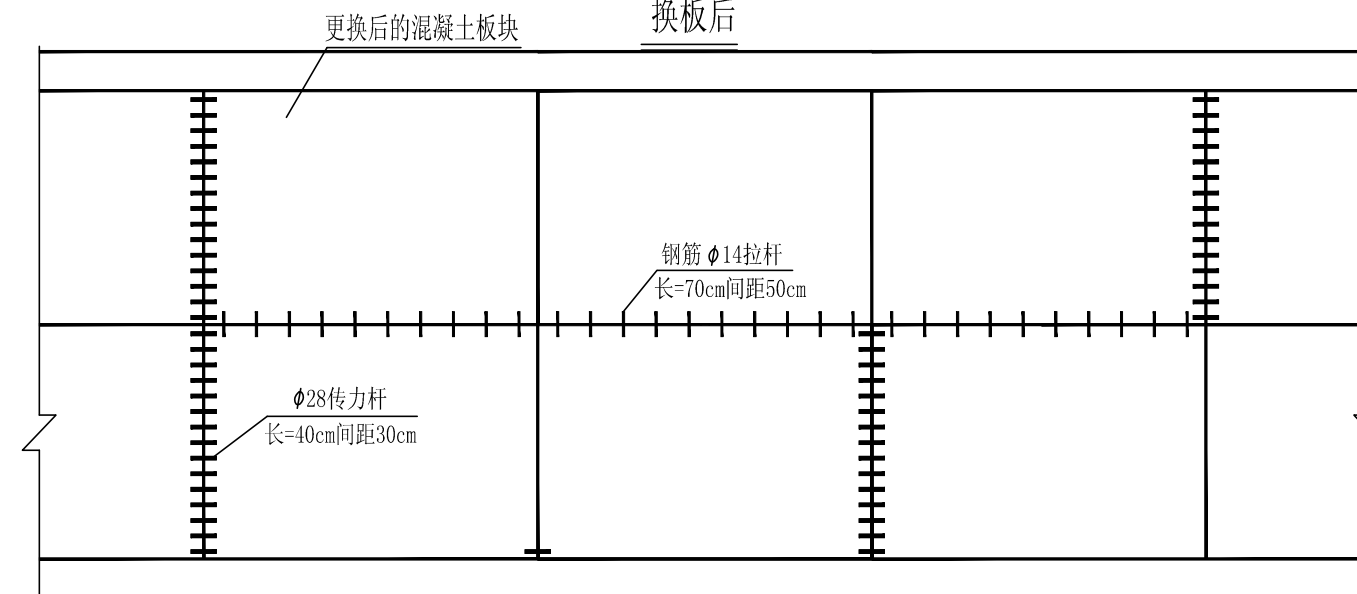 换板后
更换后的混凝土板块
钢筋ϕ14拉杆
长=70cm间距50cm
ϕ28传力杆
长=40cm间距30cm